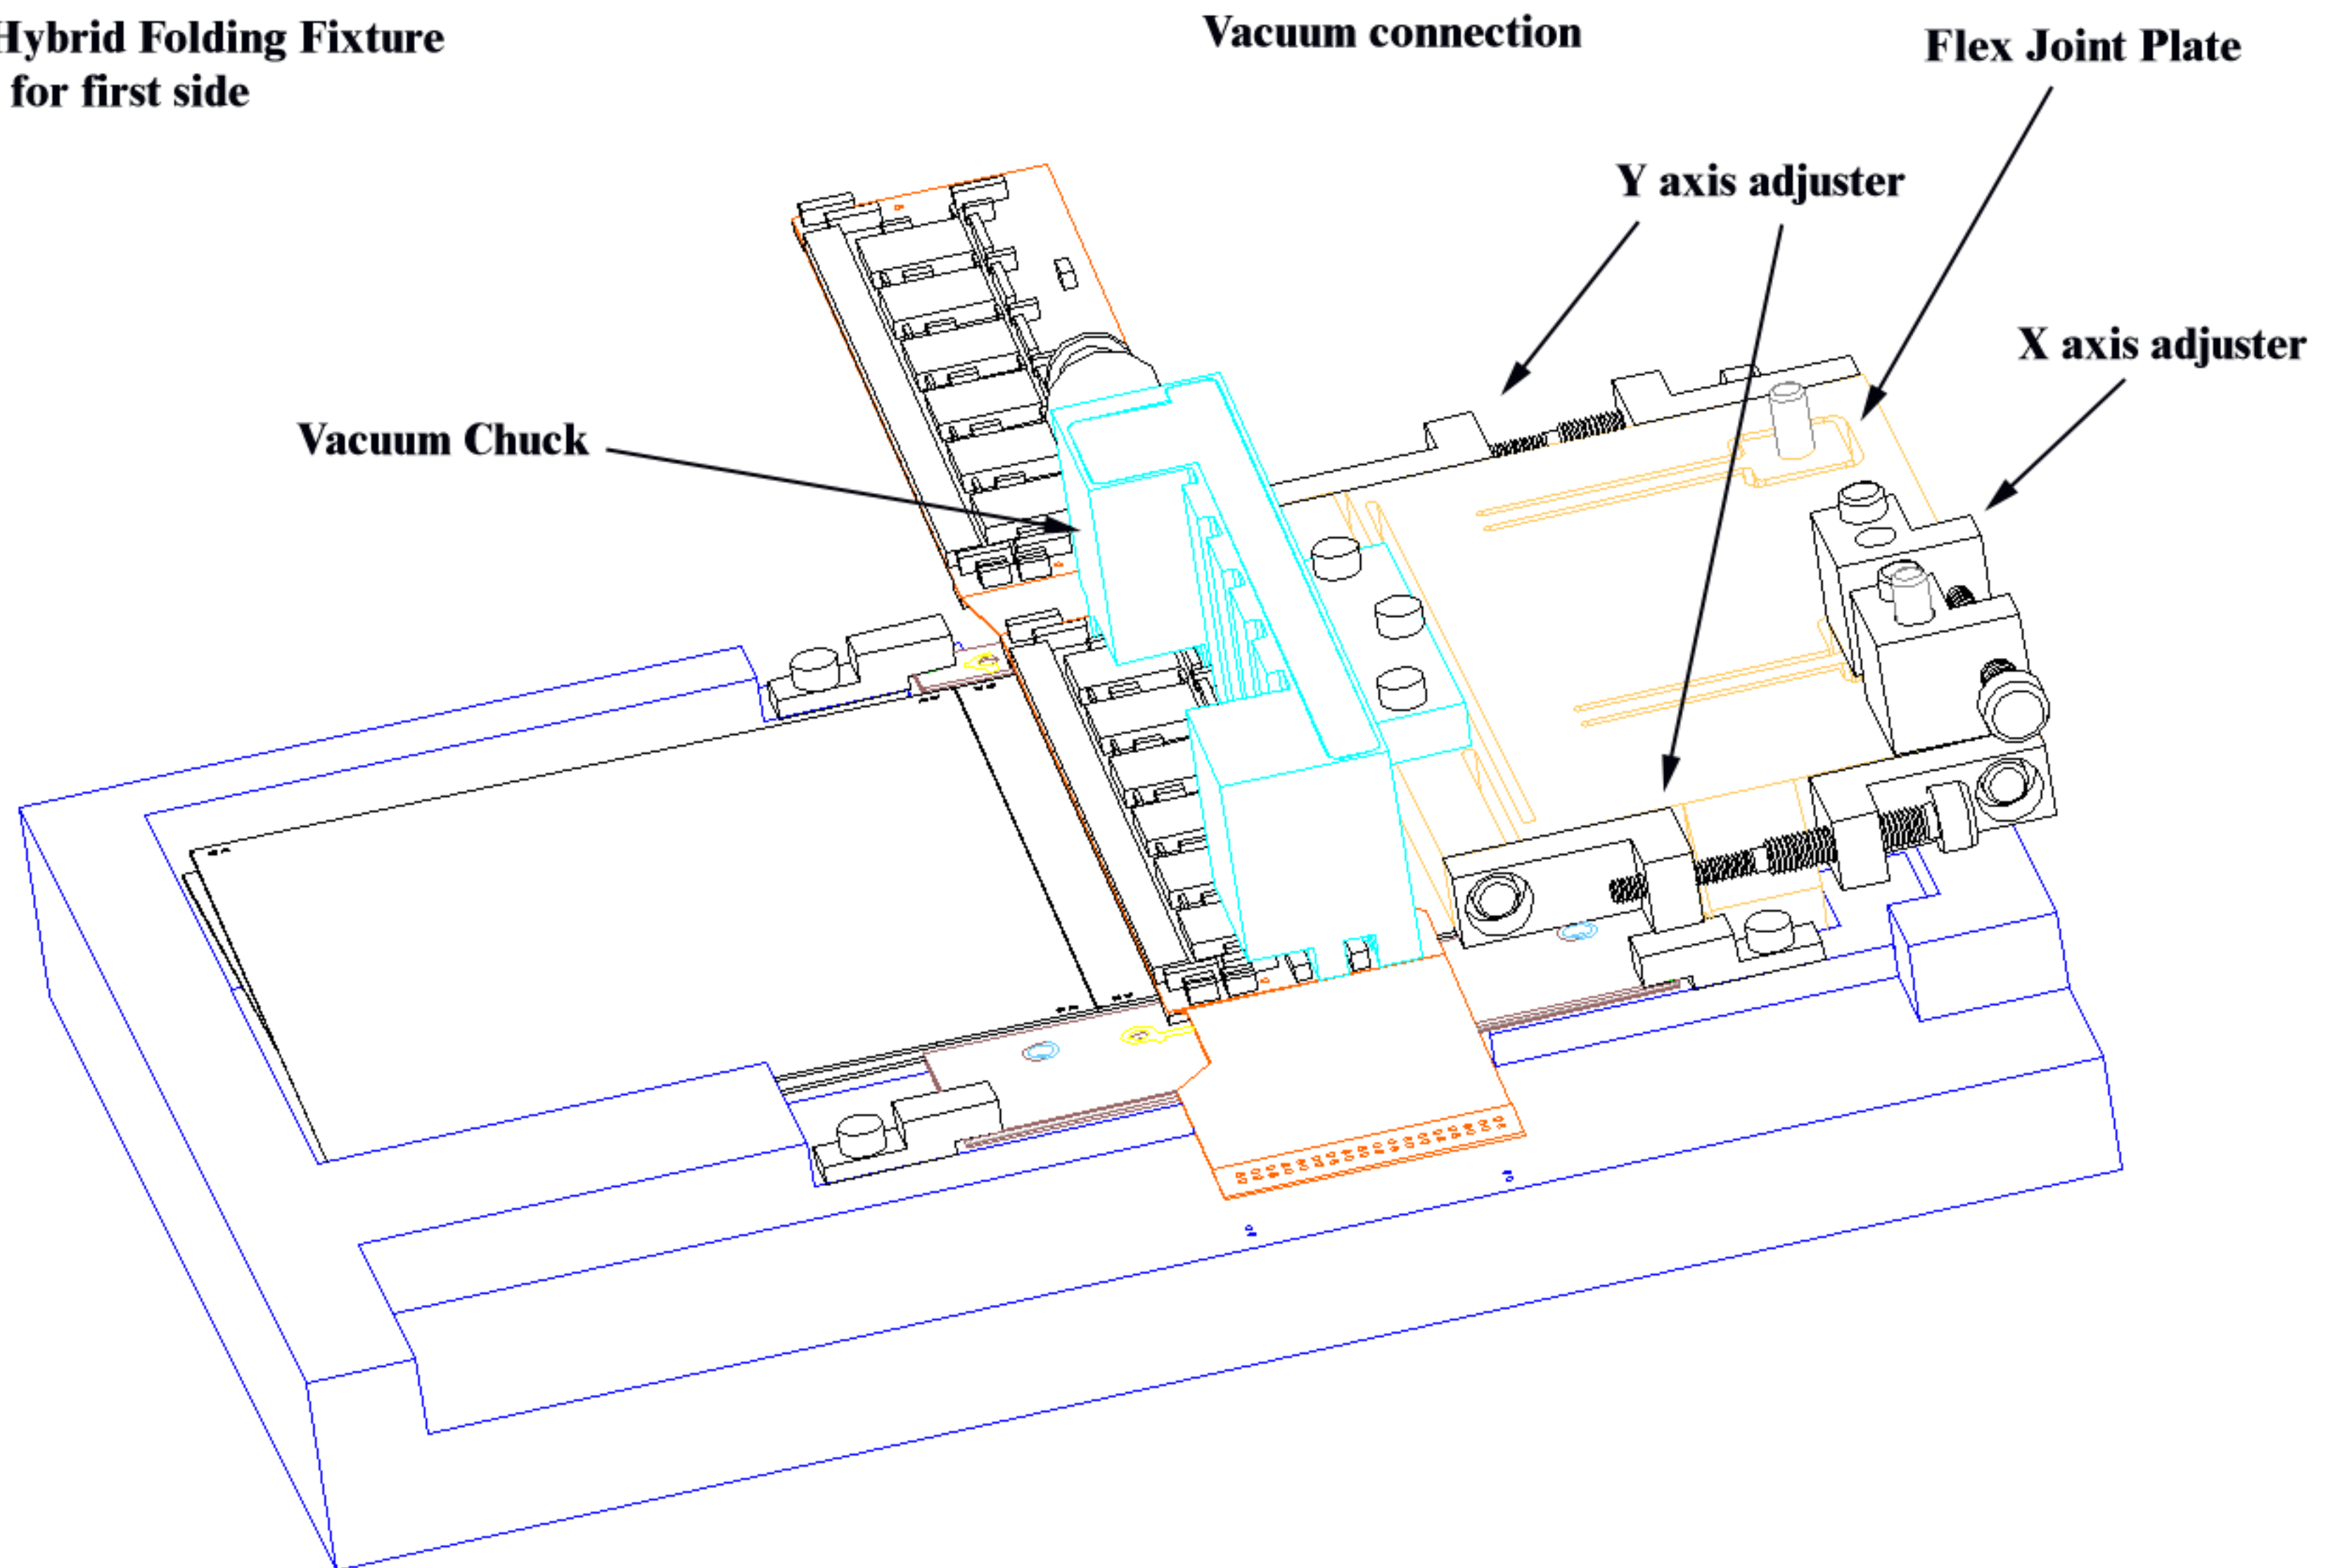 Hybrid Folding Fixture
for first side
Vacuum connection
Flex Joint Plate
Y axis adjuster
X axis adjuster
Vacuum Chuck